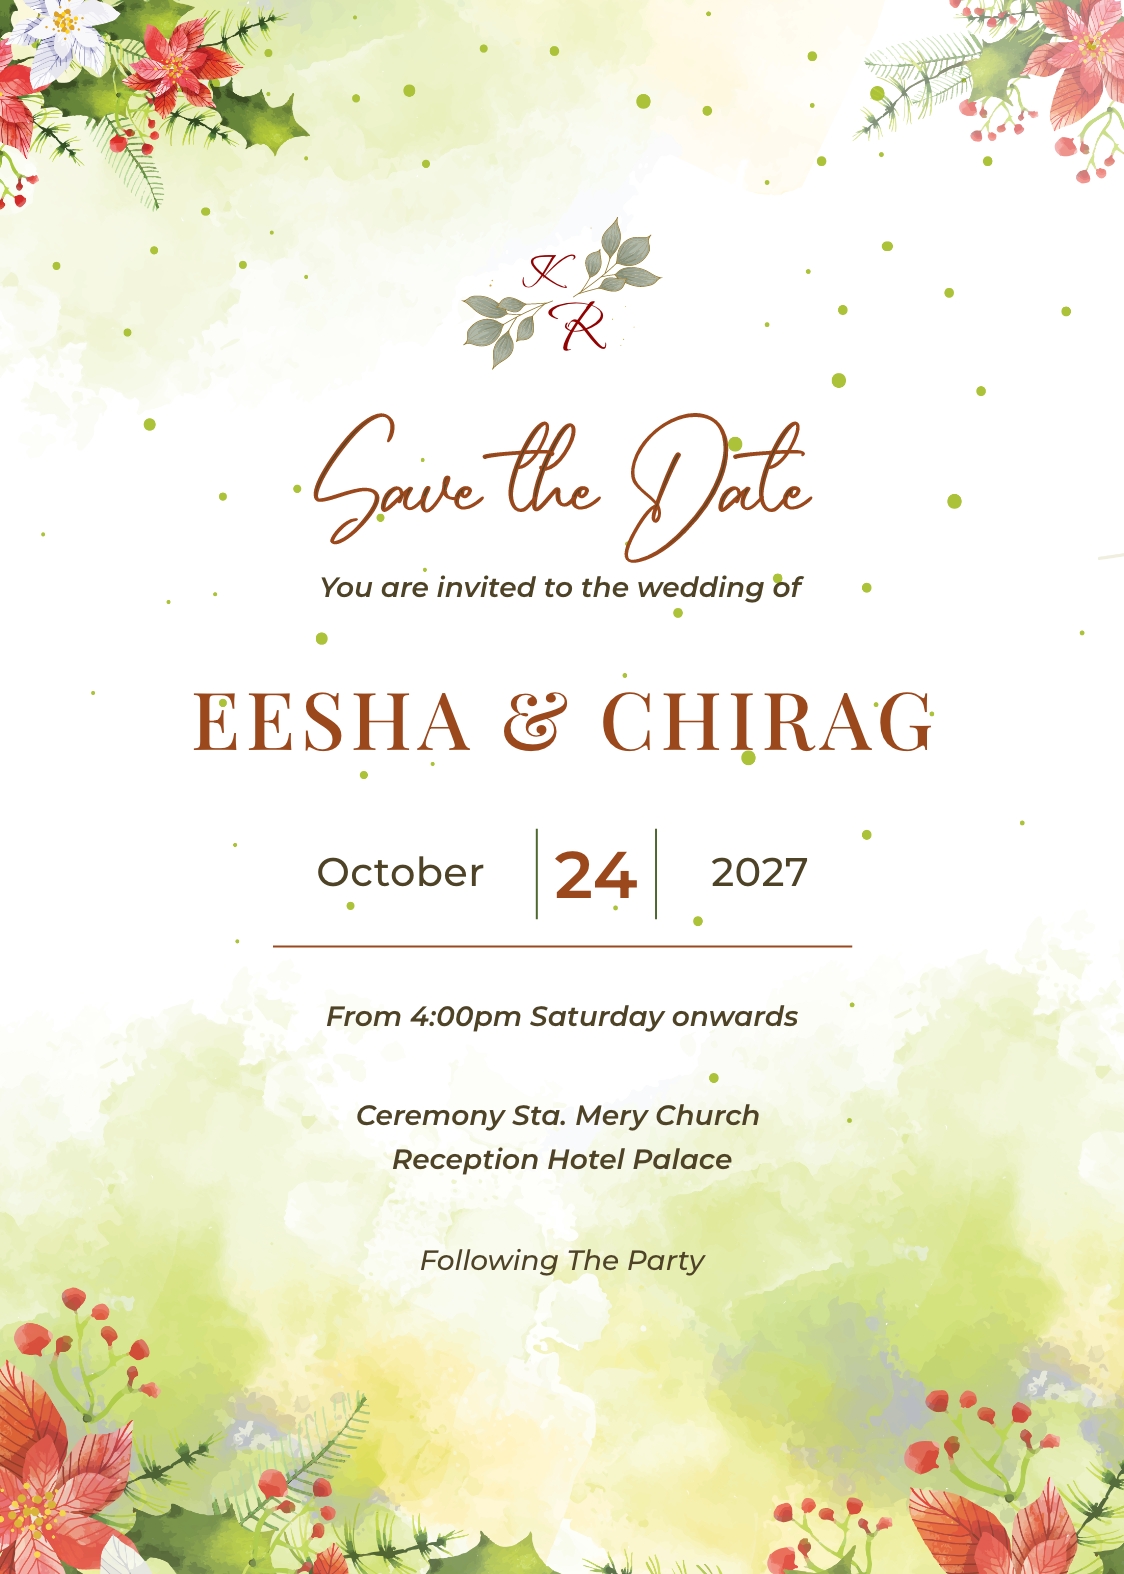 K
R
Save the Date
You are invited to the wedding of
EESHA & CHIRAG
October 24 2027
From 4:00pm Saturday onwards
Ceremony Sta. Mery Church
Reception Hotel Palace
Following The Party